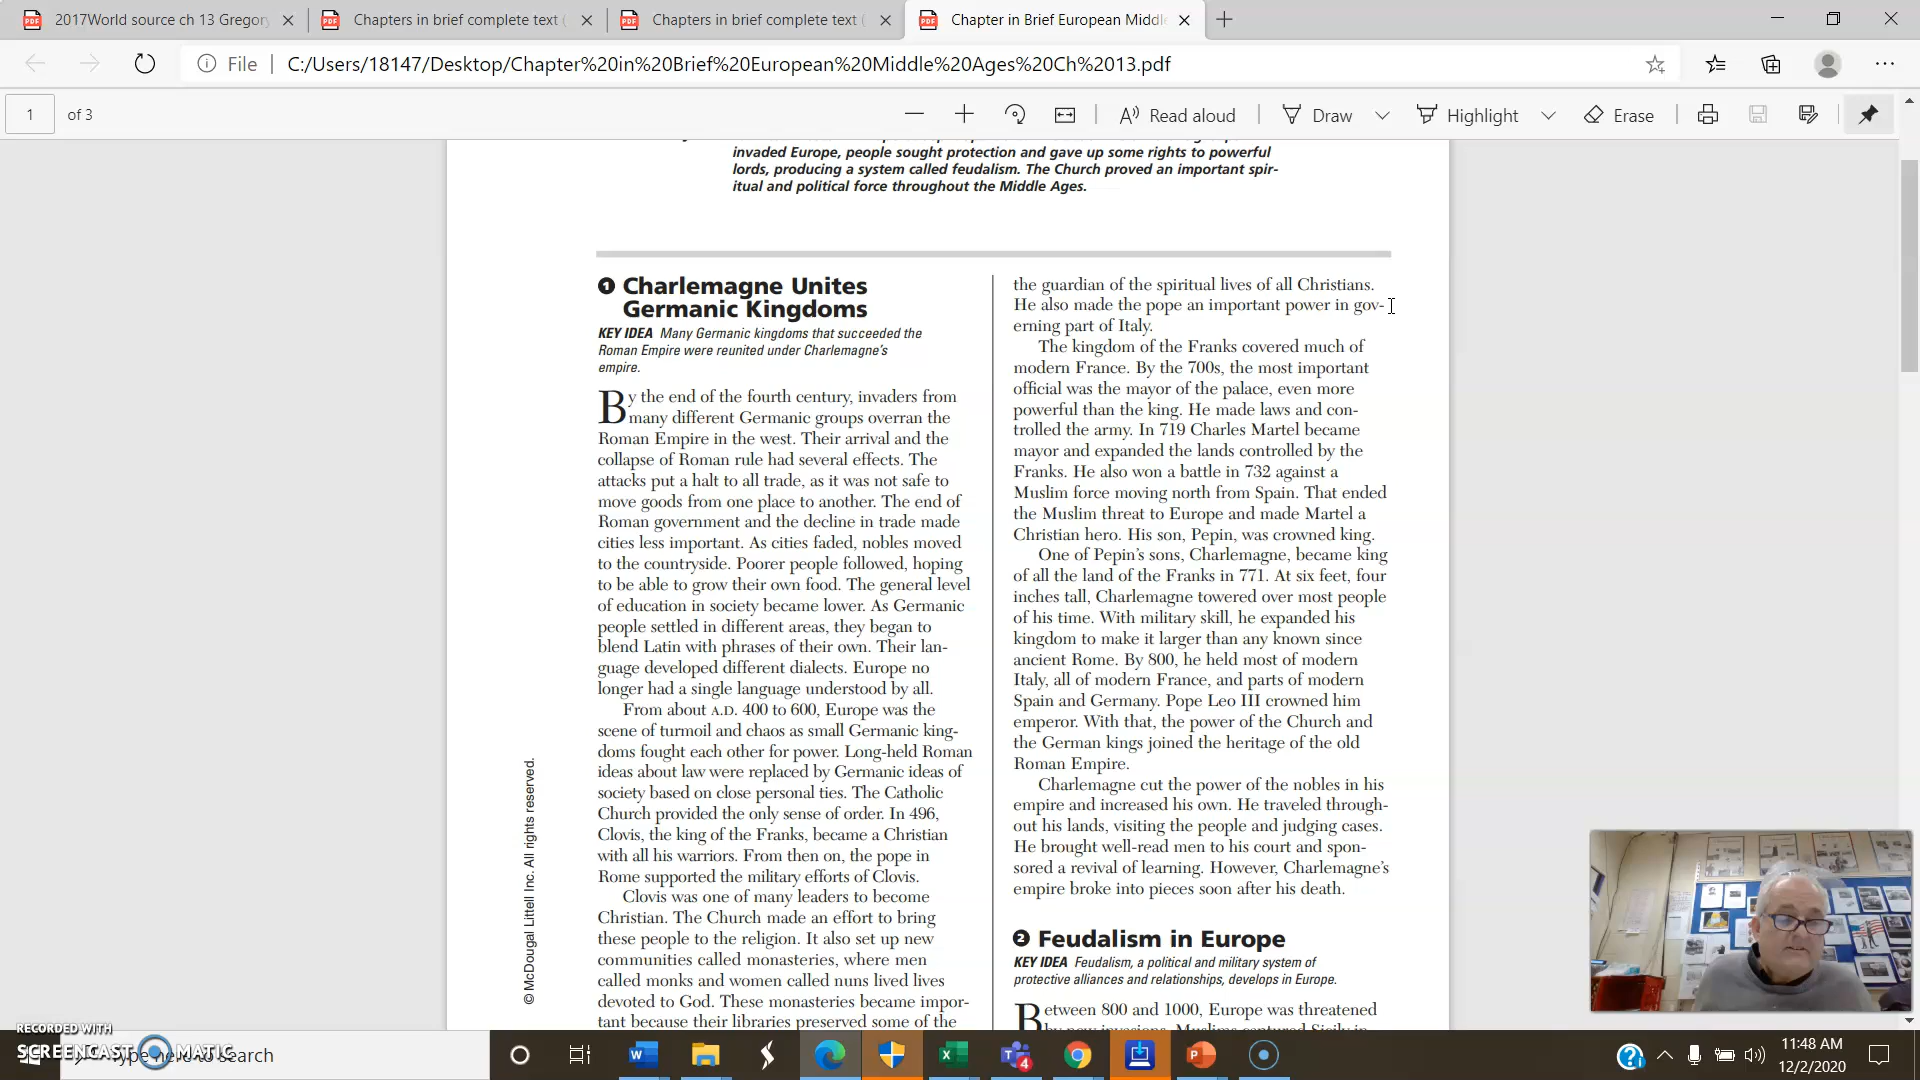 2017World source ch 13 Gregory
Chapters in brief complete text (
Chapters in brief complete text (
Chapter in Brief European Middle
File
C:/Users/18147/Desktop/Chapter%20in%20Brief%20European%20Middle%20Ages%20Ch%2013.pdf
1 of 3
Read aloud
Draw
Highlight
Erase
invaded Europe, people sought protection and gave up some rights to powerful
lords, producing a system called feudalism. The Church proved an important spir-
itual and political force throughout the Middle Ages.
1 Charlemagne Unites
Germanic Kingdoms
KEY IDEA Many Germanic kingdoms that succeeded the
Roman Empire were reunited under Charlemagne's
empire.
By the end of the fourth century, invaders from
many different Germanic groups overran the
Roman Empire in the west. Their arrival and the
collapse of Roman rule had several effects. The
attacks put a halt to all trade, as it was not safe to
move goods from one place to another. The end of
Roman government and the decline in trade made
cities less important. As cities faded, nobles moved
to the countryside. Poorer people followed, hoping
to be able to grow their own food. The general level
of education in society became lower. As Germanic
people settled in different areas, they began to
blend Latin with phrases of their own. Their lan-
guage developed different dialects. Europe no
longer had a single language understood by all.
From about A.D. 400 to 600, Europe was the
scene of turmoil and chaos as small Germanic king-
doms fought each other for power. Long-held Roman
ideas about law were replaced by Germanic ideas of
society based on close personal ties. The Catholic
Church provided the only sense of order. In 496,
Clovis, the king of the Franks, became a Christian
with all his warriors. From then on, the pope in
Rome supported the military efforts of Clovis.
Clovis was one of many leaders to become
Christian. The Church made an effort to bring
these people to the religion. It also set up new
communities called monasteries, where men
called monks and women called nuns lived lives
devoted to God. These monasteries became impor-
tant because their libraries preserved some of the
the guardian of the spiritual lives of all Christians.
He also made the pope an important power in gov-
erning part of Italy.
The kingdom of the Franks covered much of
modern France. By the 700s, the most important
official was the mayor of the palace, even more
powerful than the king. He made laws and con-
trolled the army. In 719 Charles Martel became
mayor and expanded the lands controlled by the
Franks. He also won a battle in 732 against a
Muslim force moving north from Spain. That ended
the Muslim threat to Europe and made Martel a
Christian hero. His son, Pepin, was crowned king.
One of Pepin's sons, Charlemagne, became king
of all the land of the Franks in 771. At six feet, four
inches tall, Charlemagne towered over most people
of his time. With military skill, he expanded his
kingdom to make it larger than any known since
ancient Rome. By 800, he held most of modern
Italy, all of modern France, and parts of modern
Spain and Germany. Pope Leo III crowned him
emperor. With that, the power of the Church and
the German kings joined the heritage of the old
Roman Empire.
Charlemagne cut the power of the nobles in his
empire and increased his own. He traveled through-
out his lands, visiting the people and judging cases.
He brought well-read men to his court and spon-
sored a revival of learning. However, Charlemagne's
empire broke into pieces soon after his death.
2 Feudalism in Europe
KEY IDEA Feudalism, a political and military system of
protective alliances and relationships, develops in Europe.
Between 800 and 1000, Europe was threatened
by new invasions. Muslims captured Sicily in
© McDougal Littell Inc. All rights reserved.
RECORDED WITH
SCREENCAST MATIC
Type here to search
4
11:48 AM
12/2/2020